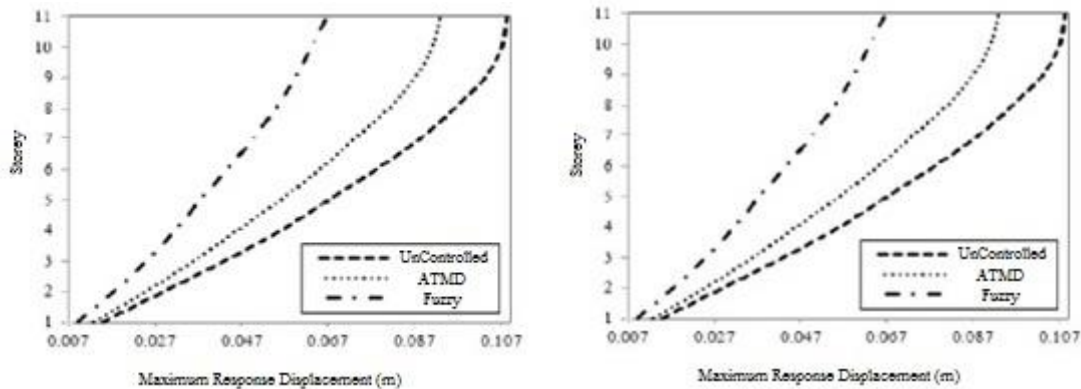 11
10
9
8
7
6
5
4
3
2
1
Storey
UnControlled
ATMD
Fuzzy
0.007 0.027 0.047 0.067 0.087 0.107
Maximum Response Displacement (m)
11
10
9
8
7
6
5
4
3
2
1
Storey
UnControlled
ATMD
Fuzzy
0.007 0.027 0.047 0.067 0.087 0.107
Maximum Response Displacement (m)